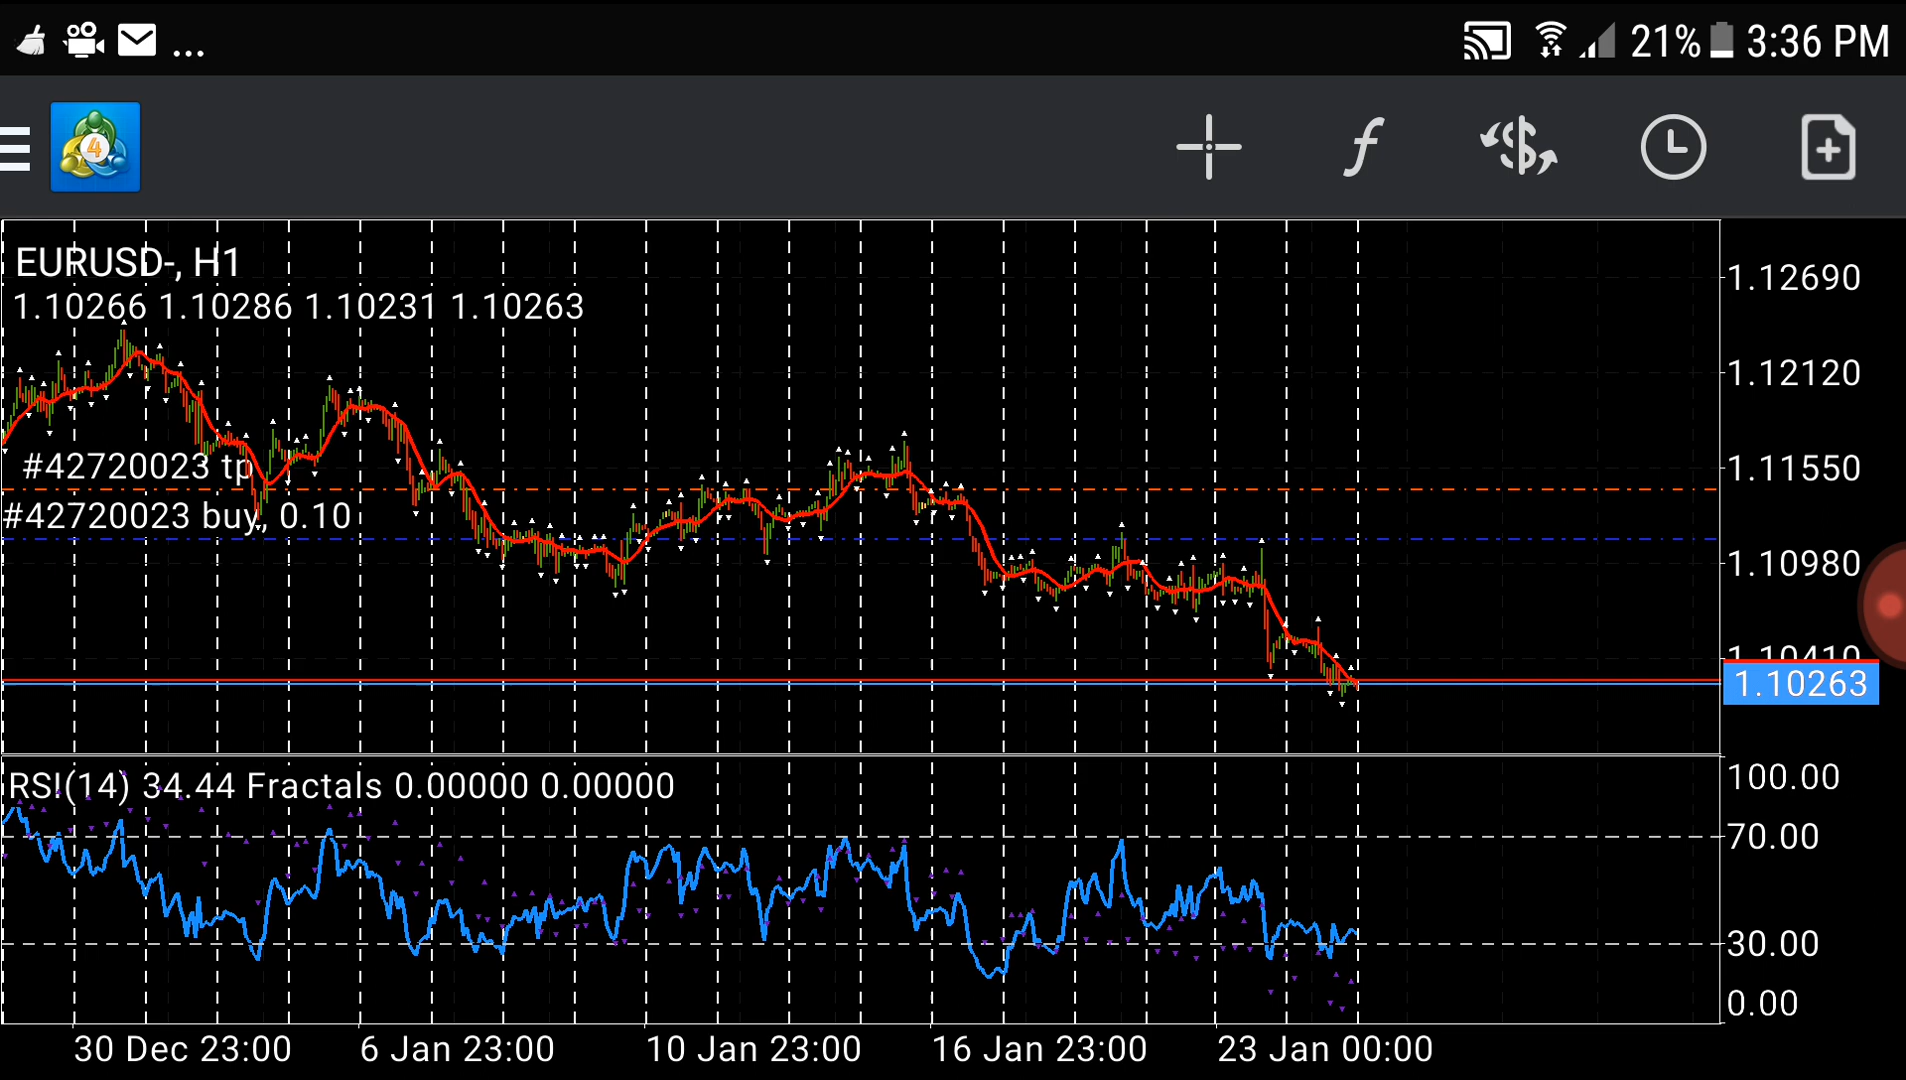 ... 21% 3:36 PM
4
EURUSD-, H1
1.10266 1.10286 1.10231 1.10263
1.12690
1.12120
#42720023 tp
1.11550
#42720023 buy, 0.10
1.10980
1.10410
1.10263
RSI(14) 34.44 Fractals 0.00000 0.00000
100.00
70.00
30.00
0.00
30 Dec 23:00 6 Jan 23:00 10 Jan 23:00 16 Jan 23:00 23 Jan 00:00